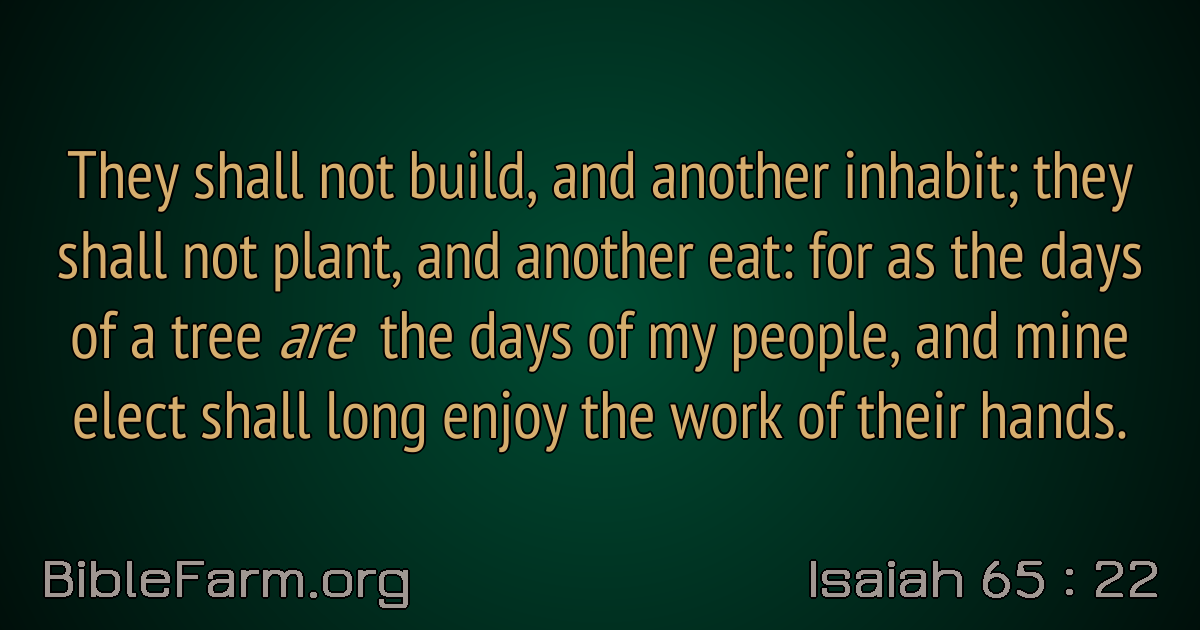 They shall not build, and another inhabit; they
shall not plant, and another eat: for as the days
of a tree are the days of my people, and mine
elect shall long enjoy the work of their hands.
BibleFarm.org
Isaiah 65 : 22